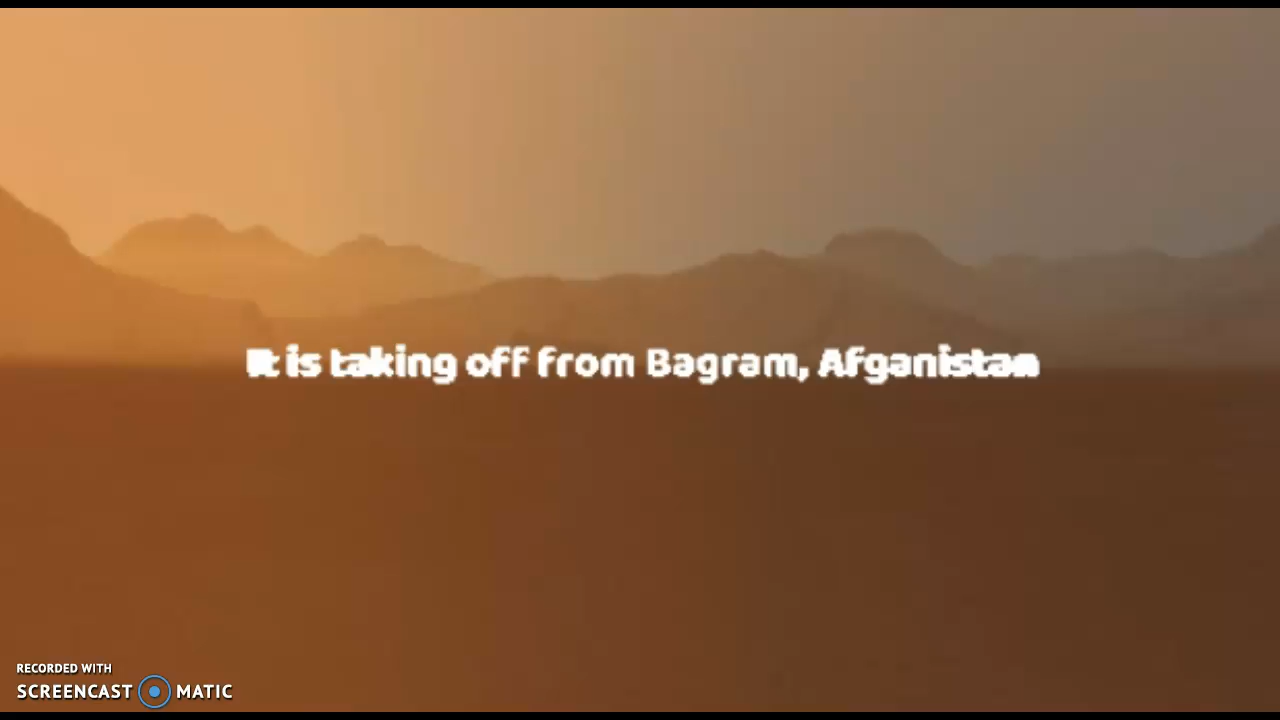 It is taking off from Bagram, Afganistan
RECORDED WITH
SCREENCAST MATIC